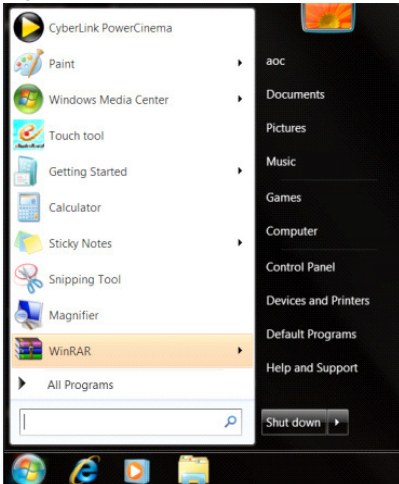 CyberLink PowerCinema
Paint
Windows Media Center
Touch tool
Getting Started
Calculator
Sticky Notes
Snipping Tool
Magnifier
WinRAR
All Programs
aoc
Documents
Pictures
Music
Games
Computer
Control Panel
Devices and Printers
Default Programs
Help and Support
Shut down